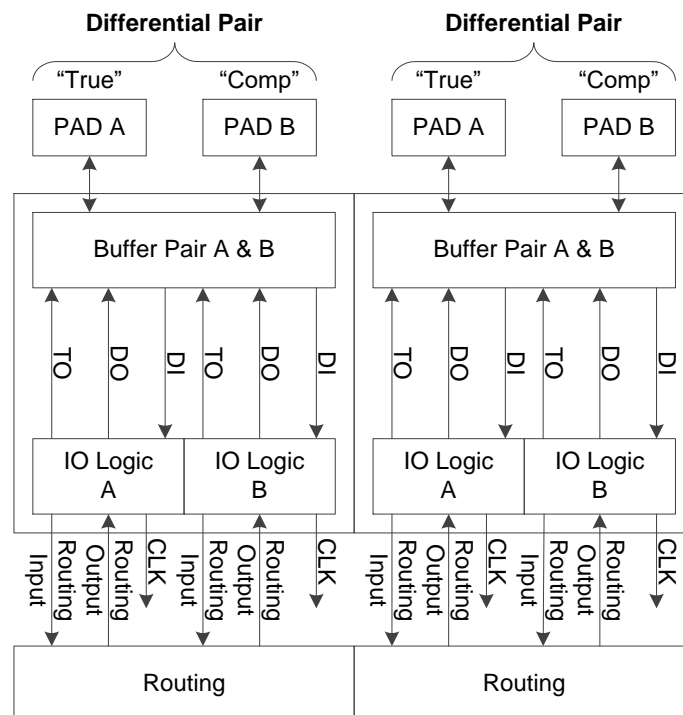 Differential Pair
Differential Pair
“True”
“Comp”
“True”
“Comp”
PAD A
PAD B
PAD A
PAD B
Buffer Pair A & B
Buffer Pair A & B
TO
DO
DI
TO
DO
DI
TO
DO
DI
TO
DO
DI
IO Logic
A
IO Logic
B
IO Logic
A
IO Logic
B
Routing
Input
Routing
Output
CLK
Routing
Input
Routing
Output
CLK
Routing
Input
Routing
Output
CLK
Routing
Input
Routing
Output
CLK
Routing
Routing